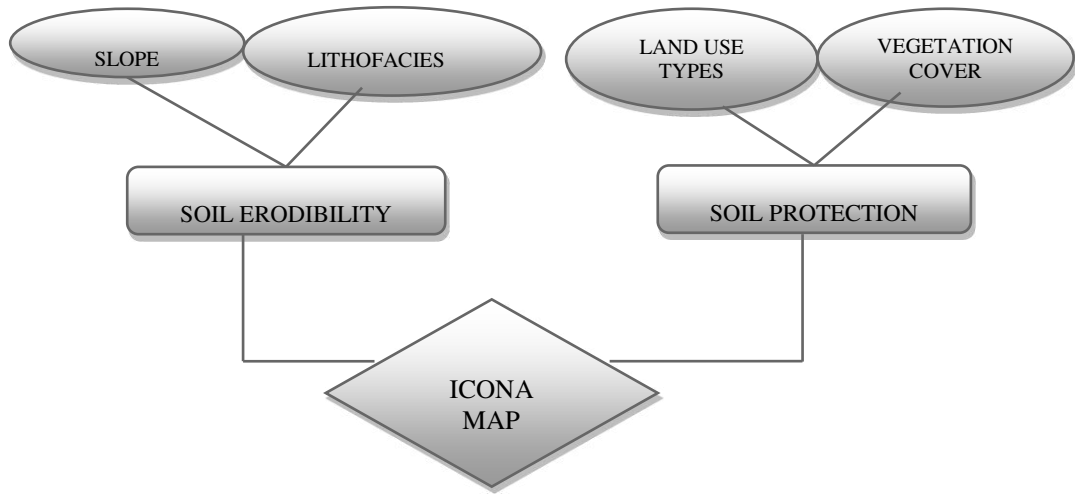 SLOPE
LITHOFACIES
LAND USE
TYPES
VEGETATION
COVER
SOIL ERODIBILITY
SOIL PROTECTION
ICONA
MAP